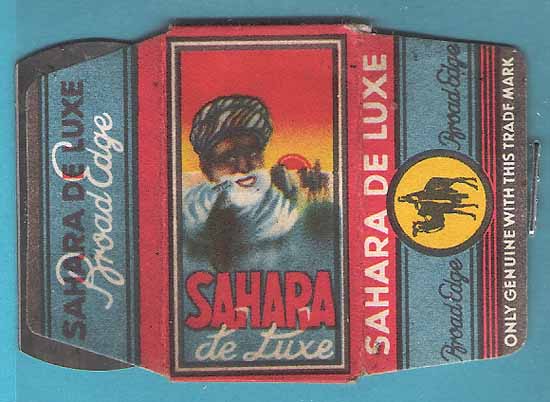 SAHARA DE LUXE
Broad Edge
SAHARA
de Luxe
SAHARA DE LUXE
Broad Edge
Broad Edge
ONLY GENUINE WITH THIS TRADE MARK